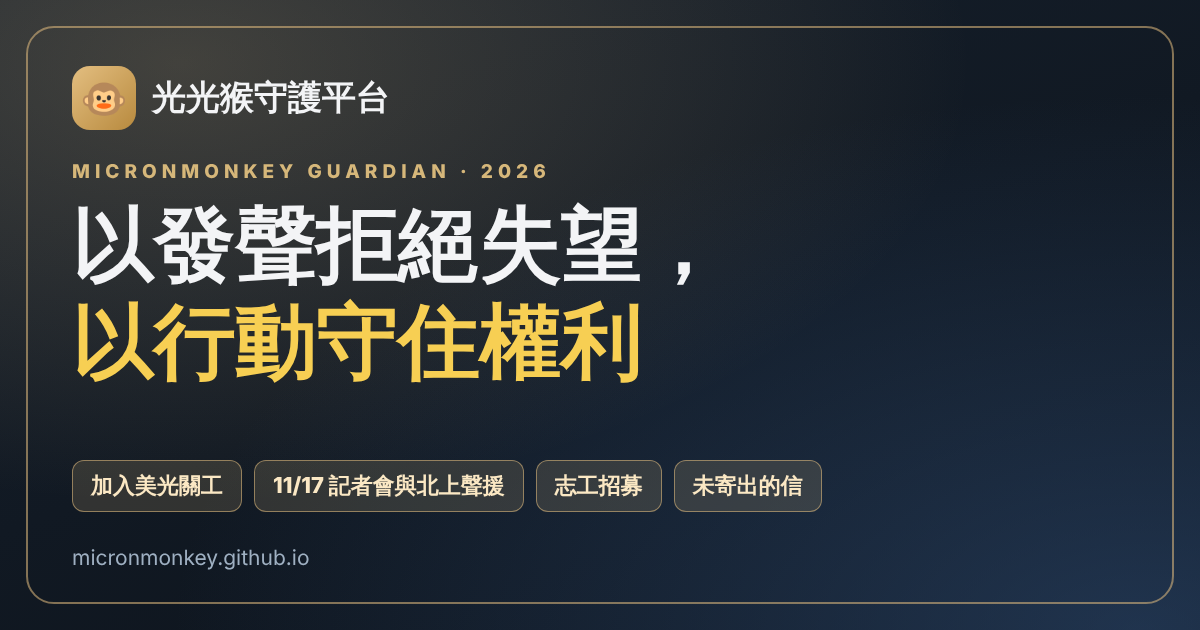 光光猴守護平台
MICRONMONKEY GUARDIAN · 2026
以發聲拒絕失望，
以行動守住權利
加入美光關工
11/17 記者會與北上聲援
志工招募
未寄出的信
micronmonkey.github.io